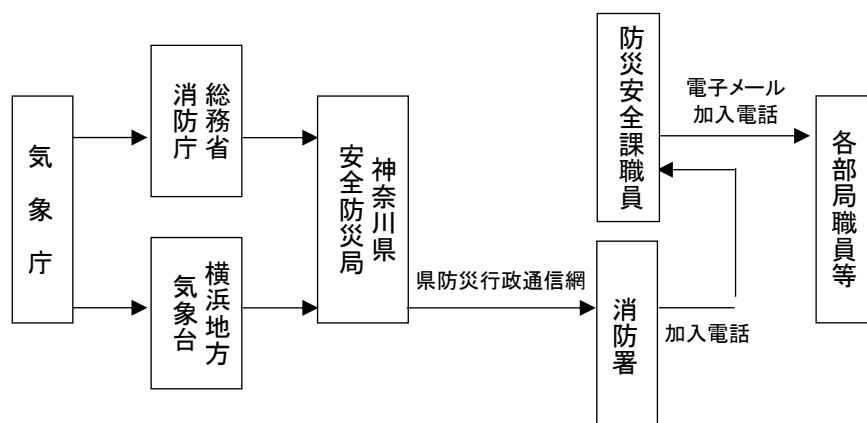 気象庁
総務省
消防庁
横浜地方
気象台
神奈川県
安全防災局
県防災行政通信網
消防署
加入電話
防災安全課職員
電子メール
加入電話
各部局職員等